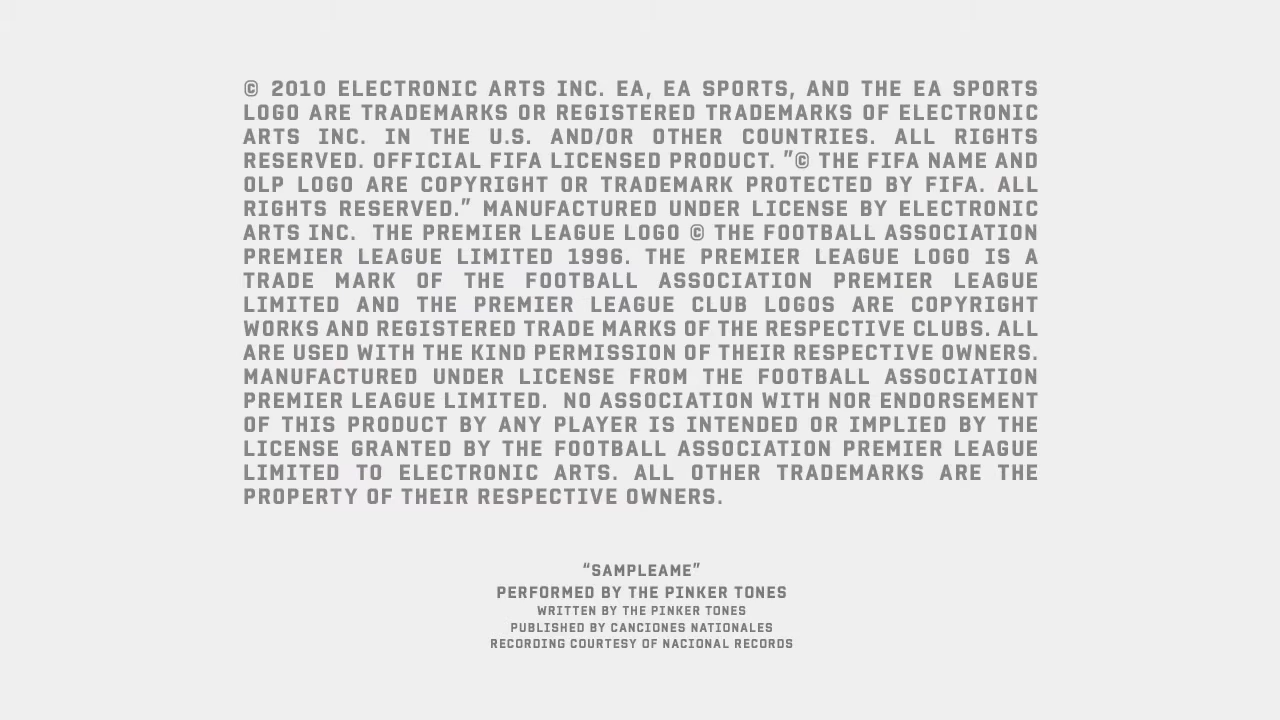 © 2010 ELECTRONIC ARTS INC. EA, EA SPORTS, AND THE EA SPORTS
LOGO ARE TRADEMARKS OR REGISTERED TRADEMARKS OF ELECTRONIC
ARTS INC. IN THE U.S. AND/OR OTHER COUNTRIES. ALL RIGHTS
RESERVED. OFFICIAL FIFA LICENSED PRODUCT. "© THE FIFA NAME AND
OLP LOGO ARE COPYRIGHT OR TRADEMARK PROTECTED BY FIFA. ALL
RIGHTS RESERVED." MANUFACTURED UNDER LICENSE BY ELECTRONIC
ARTS INC. THE PREMIER LEAGUE LOGO © THE FOOTBALL ASSOCIATION
PREMIER LEAGUE LIMITED 1996. THE PREMIER LEAGUE LOGO IS A
TRADE MARK OF THE FOOTBALL ASSOCIATION PREMIER LEAGUE
LIMITED AND THE PREMIER LEAGUE CLUB LOGOS ARE COPYRIGHT
WORKS AND REGISTERED TRADE MARKS OF THE RESPECTIVE CLUBS. ALL
ARE USED WITH THE KIND PERMISSION OF THEIR RESPECTIVE OWNERS.
MANUFACTURED UNDER LICENSE FROM THE FOOTBALL ASSOCIATION
PREMIER LEAGUE LIMITED. NO ASSOCIATION WITH NOR ENDORSEMENT
OF THIS PRODUCT BY ANY PLAYER IS INTENDED OR IMPLIED BY THE
LICENSE GRANTED BY THE FOOTBALL ASSOCIATION PREMIER LEAGUE
LIMITED TO ELECTRONIC ARTS. ALL OTHER TRADEMARKS ARE THE
PROPERTY OF THEIR RESPECTIVE OWNERS.
"SAMPLEAME"
PERFORMED BY THE PINKER TONES
WRITTEN BY THE PINKER TONES
PUBLISHED BY CANCIONES NATIONALES
RECORDING COURTESY OF NACIONAL RECORDS